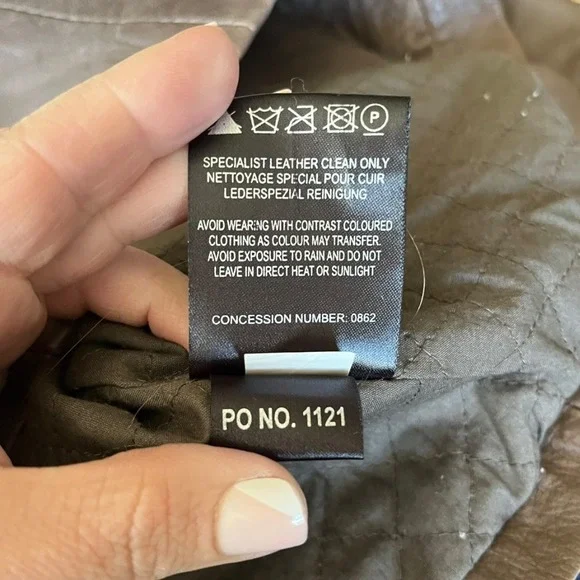 P
SPECIALIST LEATHER CLEAN ONLY
NETTOYAGE SPECIAL POUR CUIR
LEDERSPEZIAL REINIGUNG
AVOID WEARING WITH CONTRAST COLOURED
CLOTHING AS COLOUR MAY TRANSFER.
AVOID EXPOSURE TO RAIN AND DO NOT
LEAVE IN DIRECT HEAT OR SUNLIGHT
CONCESSION NUMBER: 0862
PO NO. 1121